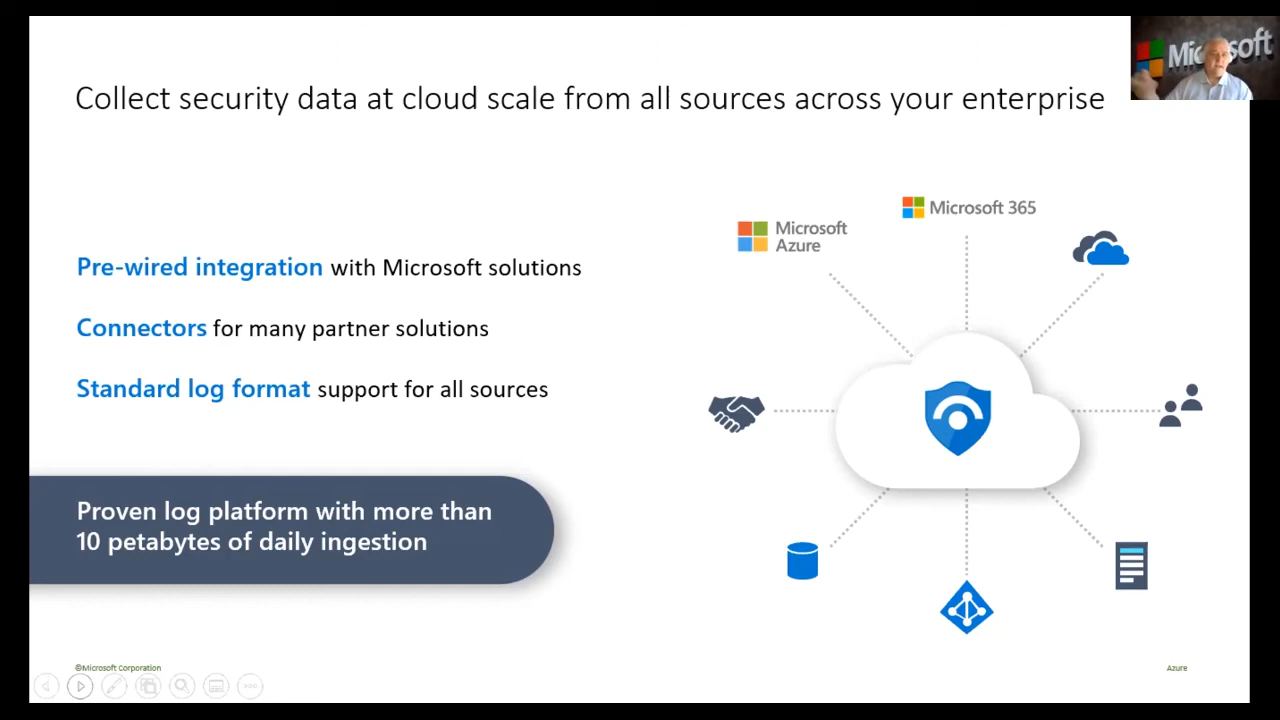 Microsoft
Collect security data at cloud scale from all sources across your enterprise
Microsoft 365
Microsoft
Azure
Pre-wired integration with Microsoft solutions
Connectors for many partner solutions
Standard log format support for all sources
Proven log platform with more than
10 petabytes of daily ingestion
©Microsoft Corporation
Azure